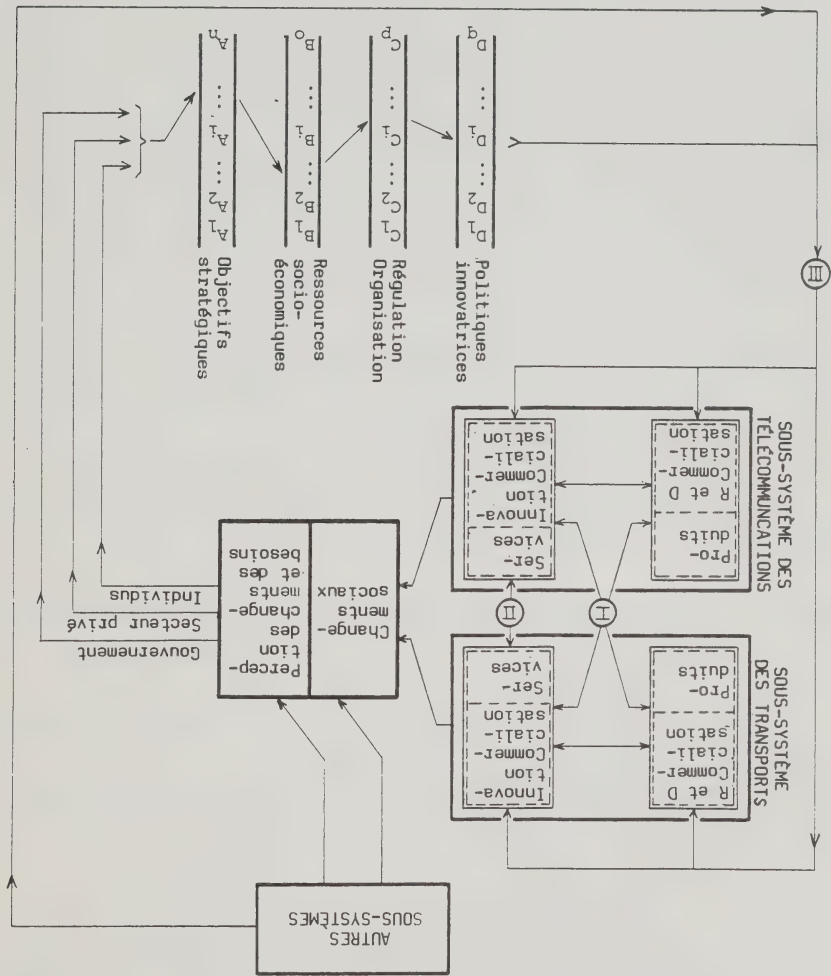 SOUS-SYSTÈME
DES TRANSPORTS
R et D
Commer-
ciali-
sation
Pro-
duits
Innova-
tion
Commer-
ciali-
sation
Ser-
vices
AUTRES
SOUS-SYSTÈMES
I
II
III
SOUS-SYSTÈME DES
TÉLÉCOMMUNCATIONS
Pro-
duits
R et D
Commer-
ciali-
sation
Ser-
vices
Innova-
tion
Commer-
ciali-
sation
Change-
ments
sociaux
Percep-
tion
des
change-
ments
et des
besoins
Gouvernement
Secteur privé
Individus
Politiques
innovatrices
D1 D2 ... Di ... Dq
Régulation
Organisation
C1 C2 ... Ci ... Cp
Ressources
socio-
économiques
B1 B2 ... Bi ... Bo
Objectifs
stratégiques
A1 A2 ... Ai ... An